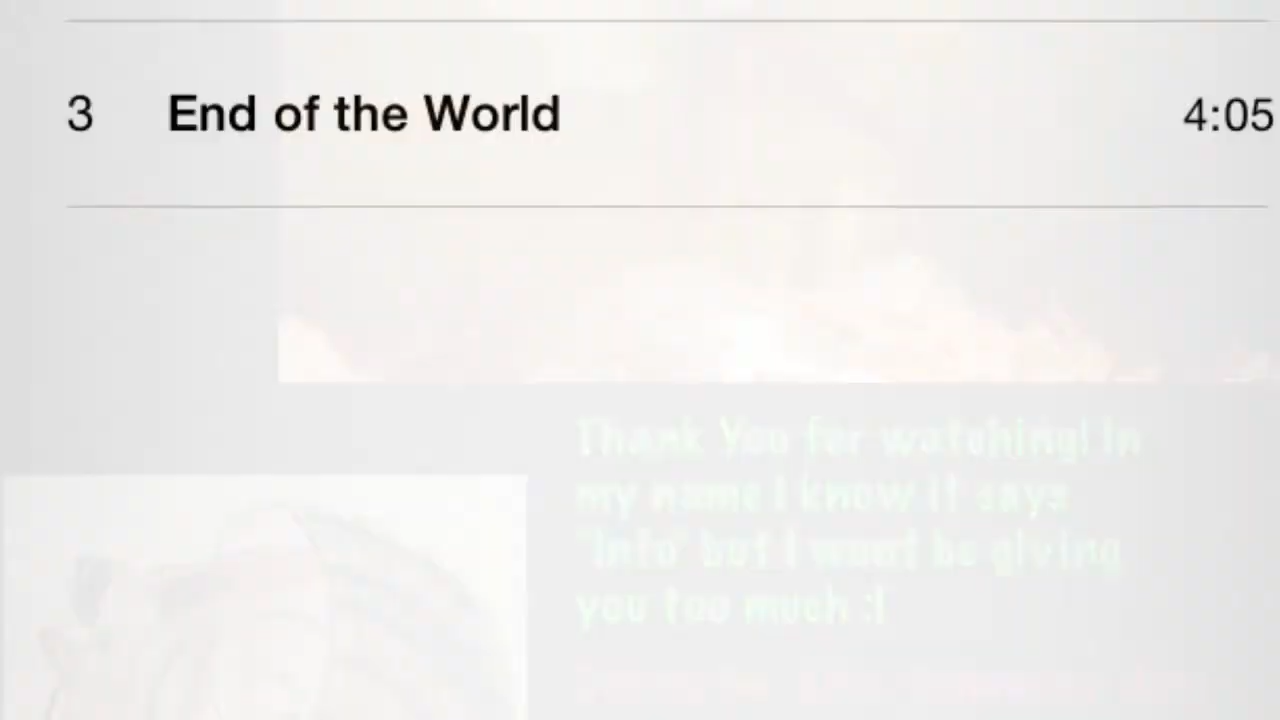 3 End of the World 4:05
Thank You for watching! In
my name I know it says
"Info" but I wont be giving
you too much :I